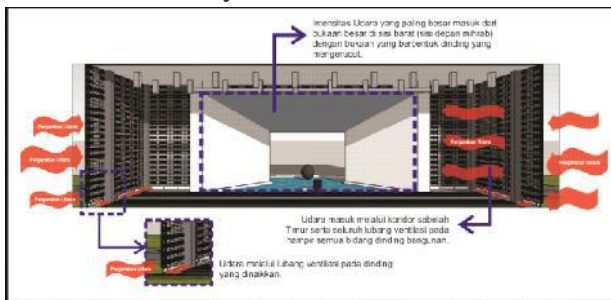 Intensitas Udara yang paling besar masuk dari
bukaan besar di sisi barat (sisi depan mihrab)
dengan bukaan yang berbentuk dinding yang
mengerucut.
Pergerakan Udara
Pergerakan Udara
Pergerakan Udara
Pergerakan Udara
Pergerakan Udara
Udara masuk melalui koridor sebelah
Timur serta seluruh lubang ventilasi pada
hampir semua bidang dinding bangunan.
Pergerakan Udara
Udara melalui lubang ventilasi pada dinding
yang dinaikkan.